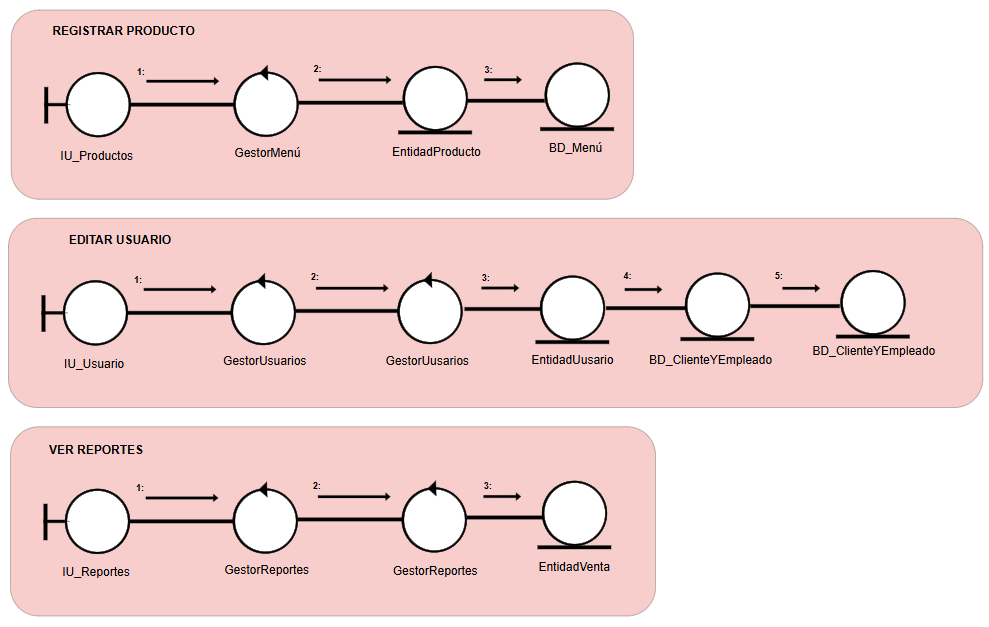 REGISTRAR PRODUCTO
1:
2:
3:
IU_Productos
GestorMenú
EntidadProducto
BD_Menú
EDITAR USUARIO
1:
2:
3:
4:
5:
IU_Usuario
GestorUsuarios
GestorUusarios
EntidadUusario
BD_ClienteYEmpleado
BD_ClienteYEmpleado
VER REPORTES
1:
2:
3:
IU_Reportes
GestorReportes
GestorReportes
EntidadVenta